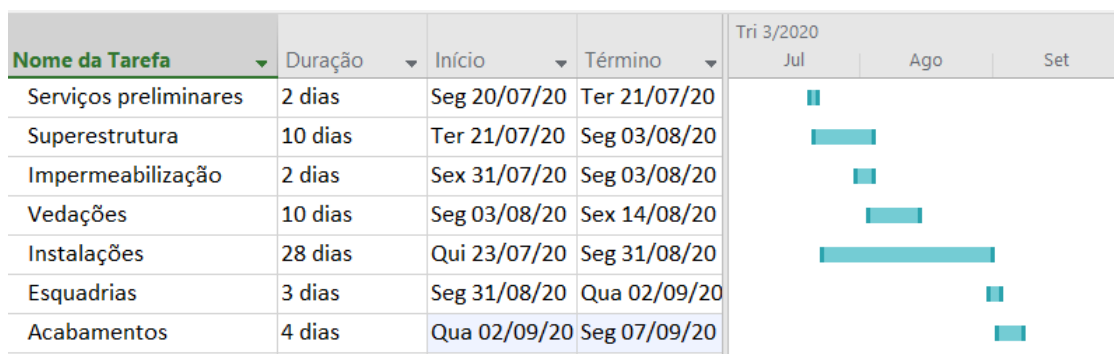 Tri 3/2020
Nome da Tarefa Duração Início Término Jul Ago Set
Serviços preliminares 2 dias Seg 20/07/20 Ter 21/07/20
Superestrutura 10 dias Ter 21/07/20 Seg 03/08/20
Impermeabilização 2 dias Sex 31/07/20 Seg 03/08/20
Vedações 10 dias Seg 03/08/20 Sex 14/08/20
Instalações 28 dias Qui 23/07/20 Seg 31/08/20
Esquadrias 3 dias Seg 31/08/20 Qua 02/09/20
Acabamentos 4 dias Qua 02/09/20 Seg 07/09/20